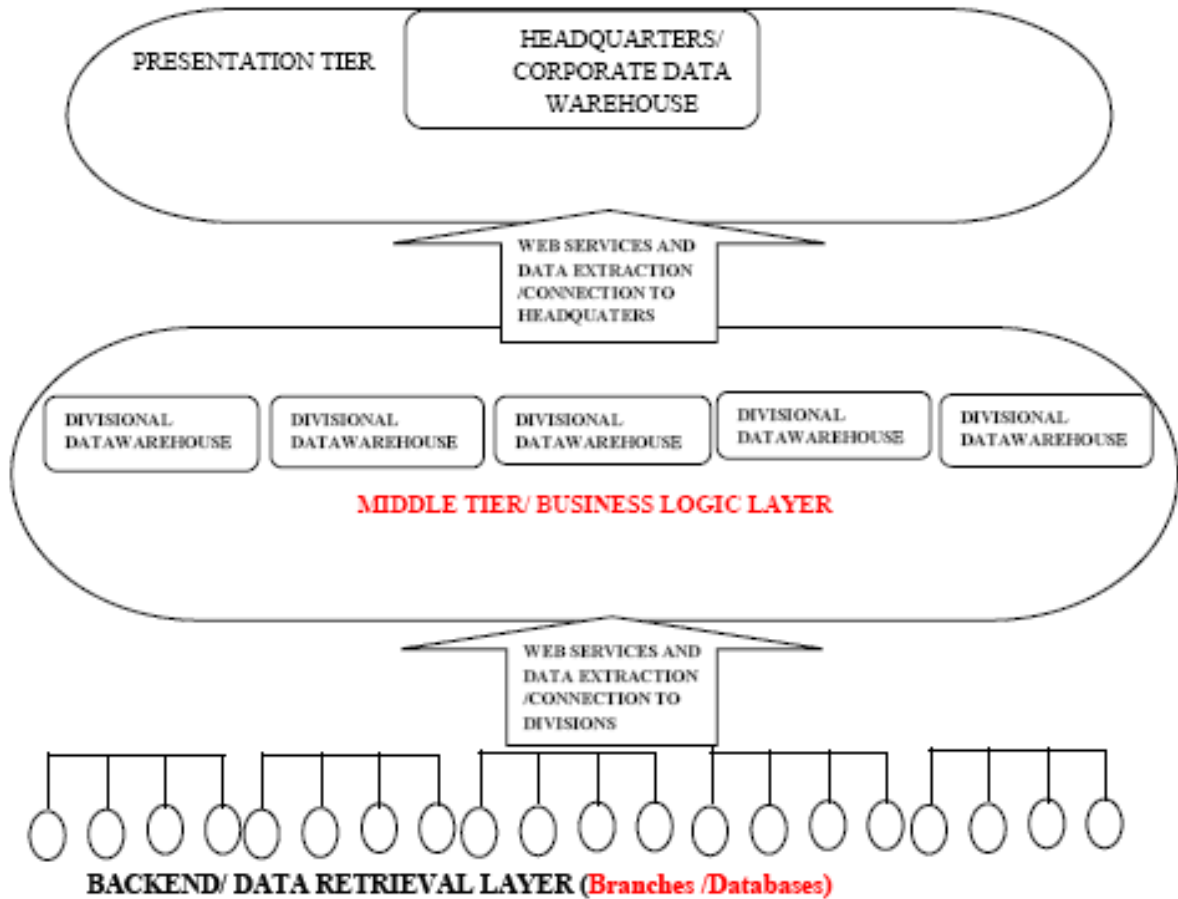 PRESENTATION TIER
HEADQUARTERS/
CORPORATE DATA
WAREHOUSE
WEB SERVICES AND
DATA EXTRACTION
/CONNECTION TO
HEADQUATERS
DIVISIONAL
DATAWAREHOUSE
DIVISIONAL
DATAWAREHOUSE
DIVISIONAL
DATAWAREHOUSE
DIVISIONAL
DATAWAREHOUSE
DIVISIONAL
DATAWAREHOUSE
MIDDLE TIER/ BUSINESS LOGIC LAYER
WEB SERVICES AND
DATA EXTRACTION
/CONNECTION TO
DIVISIONS
BACKEND/ DATA RETRIEVAL LAYER (Branches /Databases)